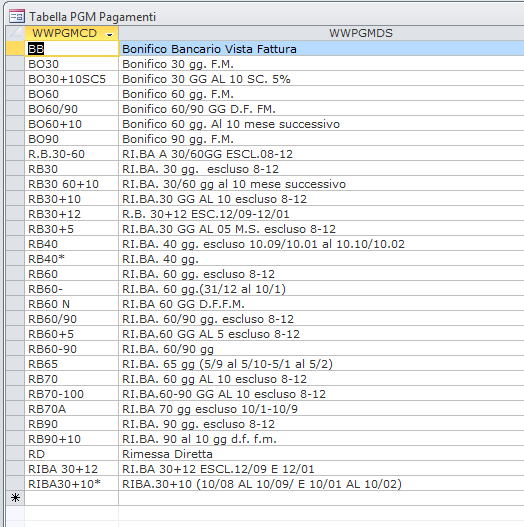 Tabella PGM Pagamenti
WWPGMCD WWPGMDS
BB Bonifico Bancario Vista Fattura
BO30 Bonifico 30 gg. F.M.
BO30+10SC5 Bonifico 30 GG AL 10 SC. 5%
BO60 Bonifico 60 gg. F.M.
BO60/90 Bonifico 60/90 GG D.F. FM.
BO60+10 Bonifico 60 gg. Al 10 mese successivo
BO90 Bonifico 90 gg. F.M.
R.B.30-60 RI.BA A 30/60GG ESCL.08-12
RB30 RI.BA. 30 gg. escluso 8-12
RB30 60+10 RI.BA. 30/60 gg al 10 mese successivo
RB30+10 RI.BA.30 GG AL 10 escluso 8-12
RB30+12 R.B. 30+12 ESC.12/09-12/01
RB30+5 RI.BA.30 GG AL 05 M.S. escluso 8-12
RB40 RI.BA. 40 gg. escluso 10.09/10.01 al 10.10/10.02
RB40* RI.BA. 40 gg.
RB60 RI.BA. 60 gg. escluso 8-12
RB60- RI.BA. 60 gg.(31/12 al 10/1)
RB60 N RI.BA 60 GG D.F.F.M.
RB60/90 RI.BA. 60/90 gg. escluso 8-12
RB60+5 RI.BA.60 GG AL 5 escluso 8-12
RB60-90 RI.BA. 60/90 gg
RB65 RI.BA. 65 gg (5/9 al 5/10-5/1 al 5/2)
RB70 RI.BA. 60 gg AL 10 escluso 8-12
RB70-100 RI.BA.60-90 GG AL 10 escluso 8-12
RB70A RI.BA 70 gg escluso 10/1-10/9
RB90 RI.BA. 90 gg. escluso 8-12
RB90+10 RI.BA. 90 al 10 gg d.f. f.m.
RD Rimessa Diretta
RIBA 30+12 RI.BA 30+12 ESCL.12/09 E 12/01
RIBA30+10* RIBA.30+10 (10/08 AL 10/09/ E 10/01 AL 10/02)